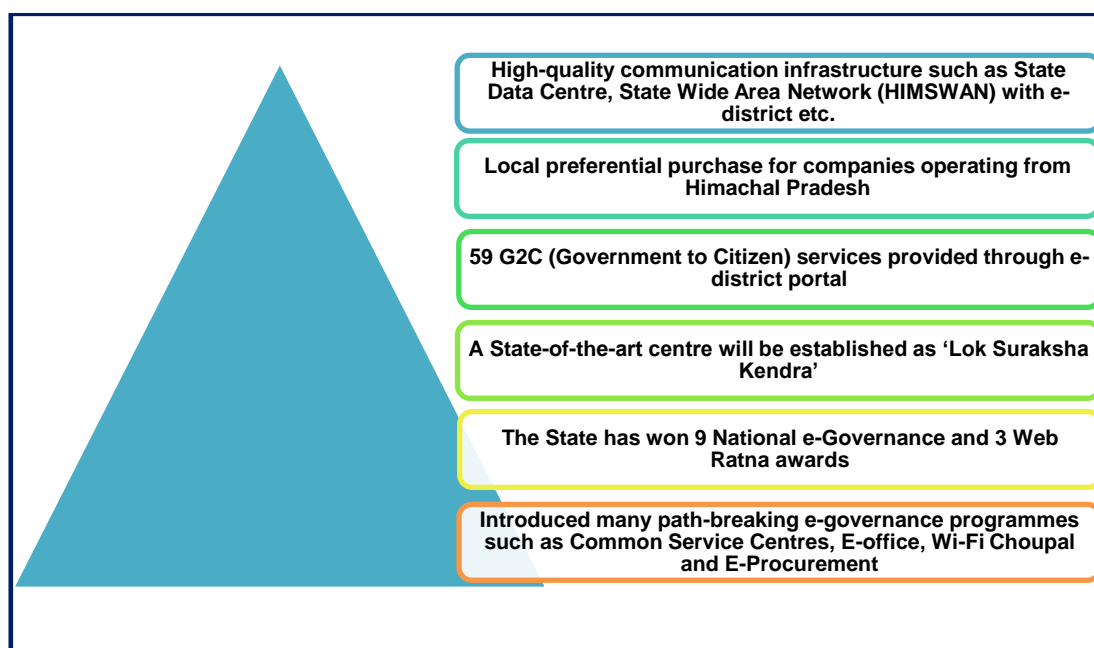 High-quality communication infrastructure such as State
Data Centre, State Wide Area Network (HIMSWAN) with e-
district etc.
Local preferential purchase for companies operating from
Himachal Pradesh
59 G2C (Government to Citizen) services provided through e-
district portal
A State-of-the-art centre will be established as ‘Lok Suraksha
Kendra’
The State has won 9 National e-Governance and 3 Web
Ratna awards
Introduced many path-breaking e-governance programmes
such as Common Service Centres, E-office, Wi-Fi Choupal
and E-Procurement